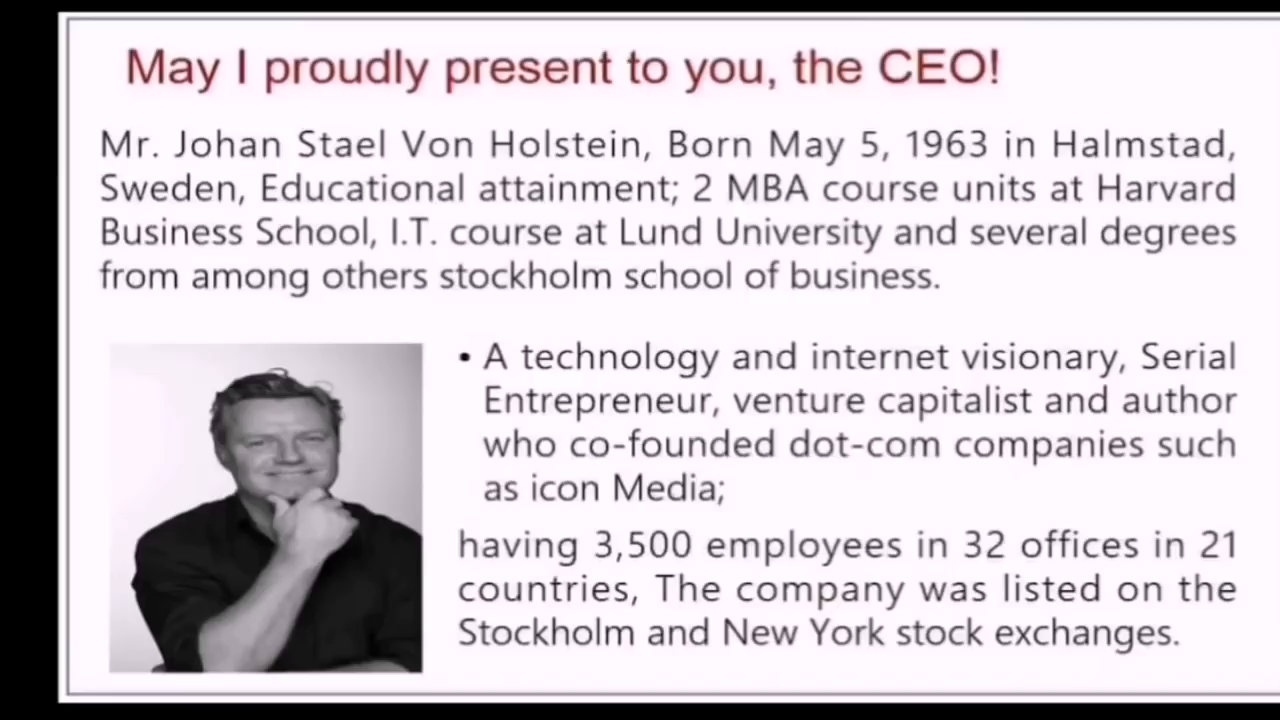 May I proudly present to you, the CEO!
Mr. Johan Stael Von Holstein, Born May 5, 1963 in Halmstad,
Sweden, Educational attainment; 2 MBA course units at Harvard
Business School, I.T. course at Lund University and several degrees
from among others stockholm school of business.
• A technology and internet visionary, Serial
Entrepreneur, venture capitalist and author
who co-founded dot-com companies such
as icon Media;
having 3,500 employees in 32 offices in 21
countries, The company was listed on the
Stockholm and New York stock exchanges.